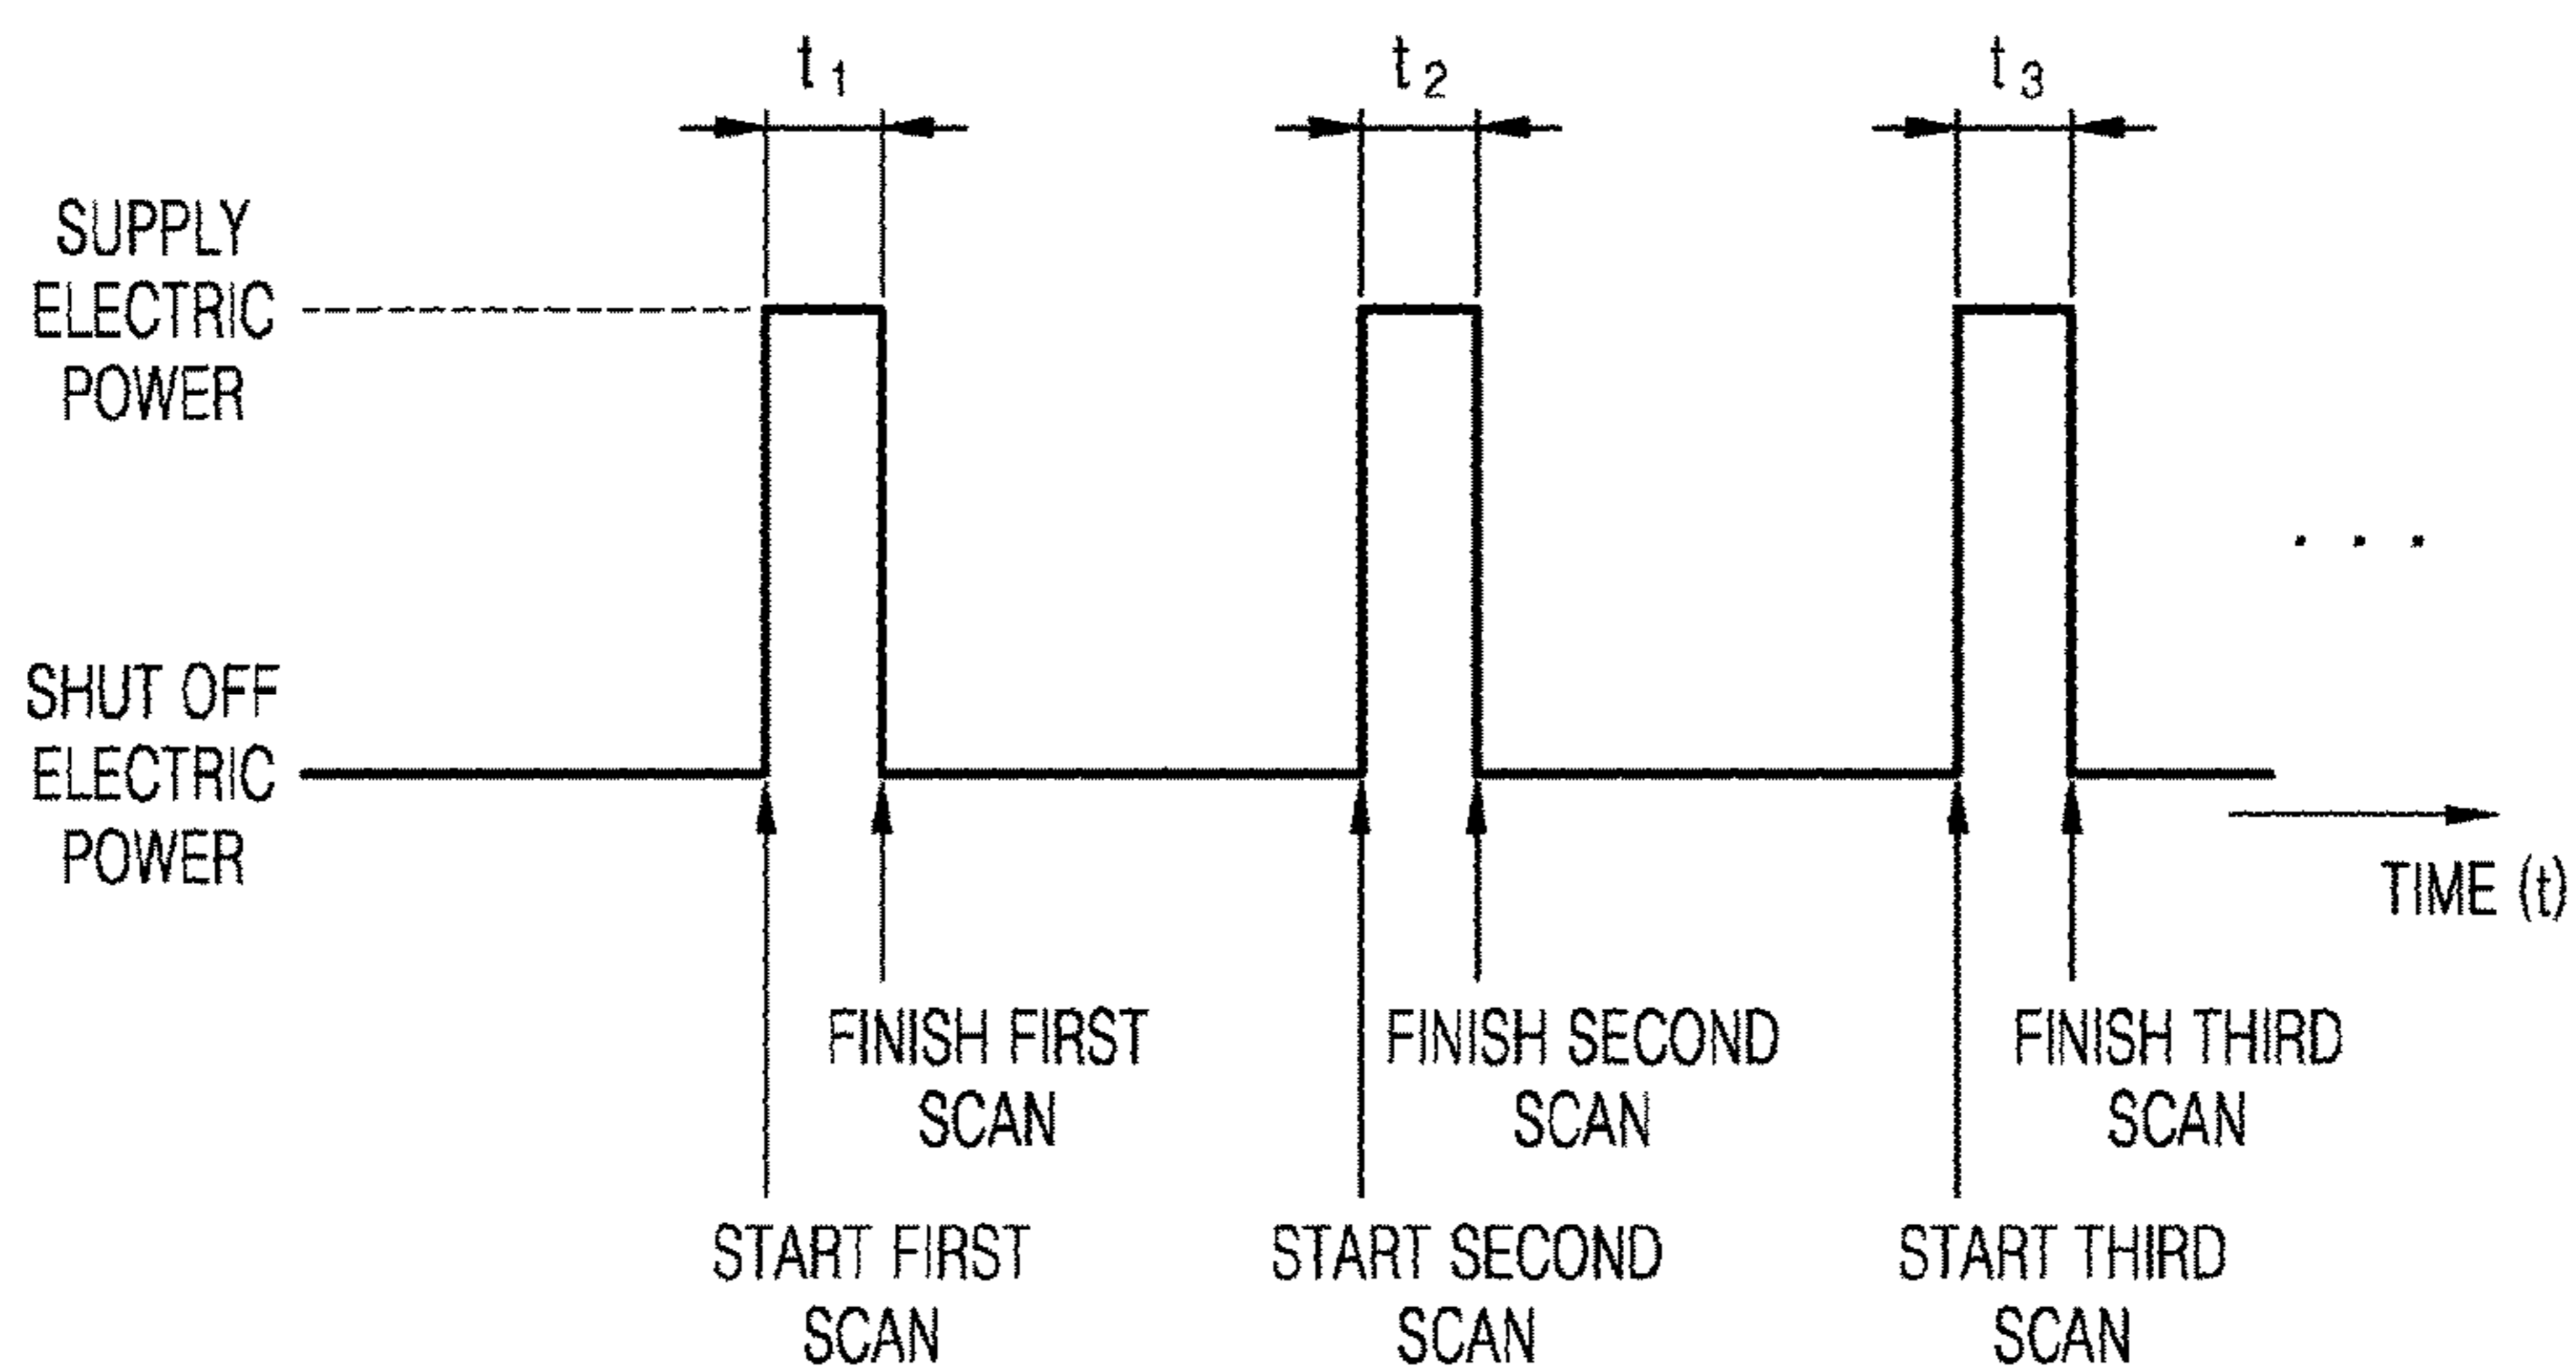 t1
t2
t3
SUPPLY
ELECTRIC
POWER
SHUT OFF
ELECTRIC
POWER
. . .
TIME (t)
FINISH FIRST
SCAN
FINISH SECOND
SCAN
FINISH THIRD
SCAN
START FIRST
SCAN
START SECOND
SCAN
START THIRD
SCAN